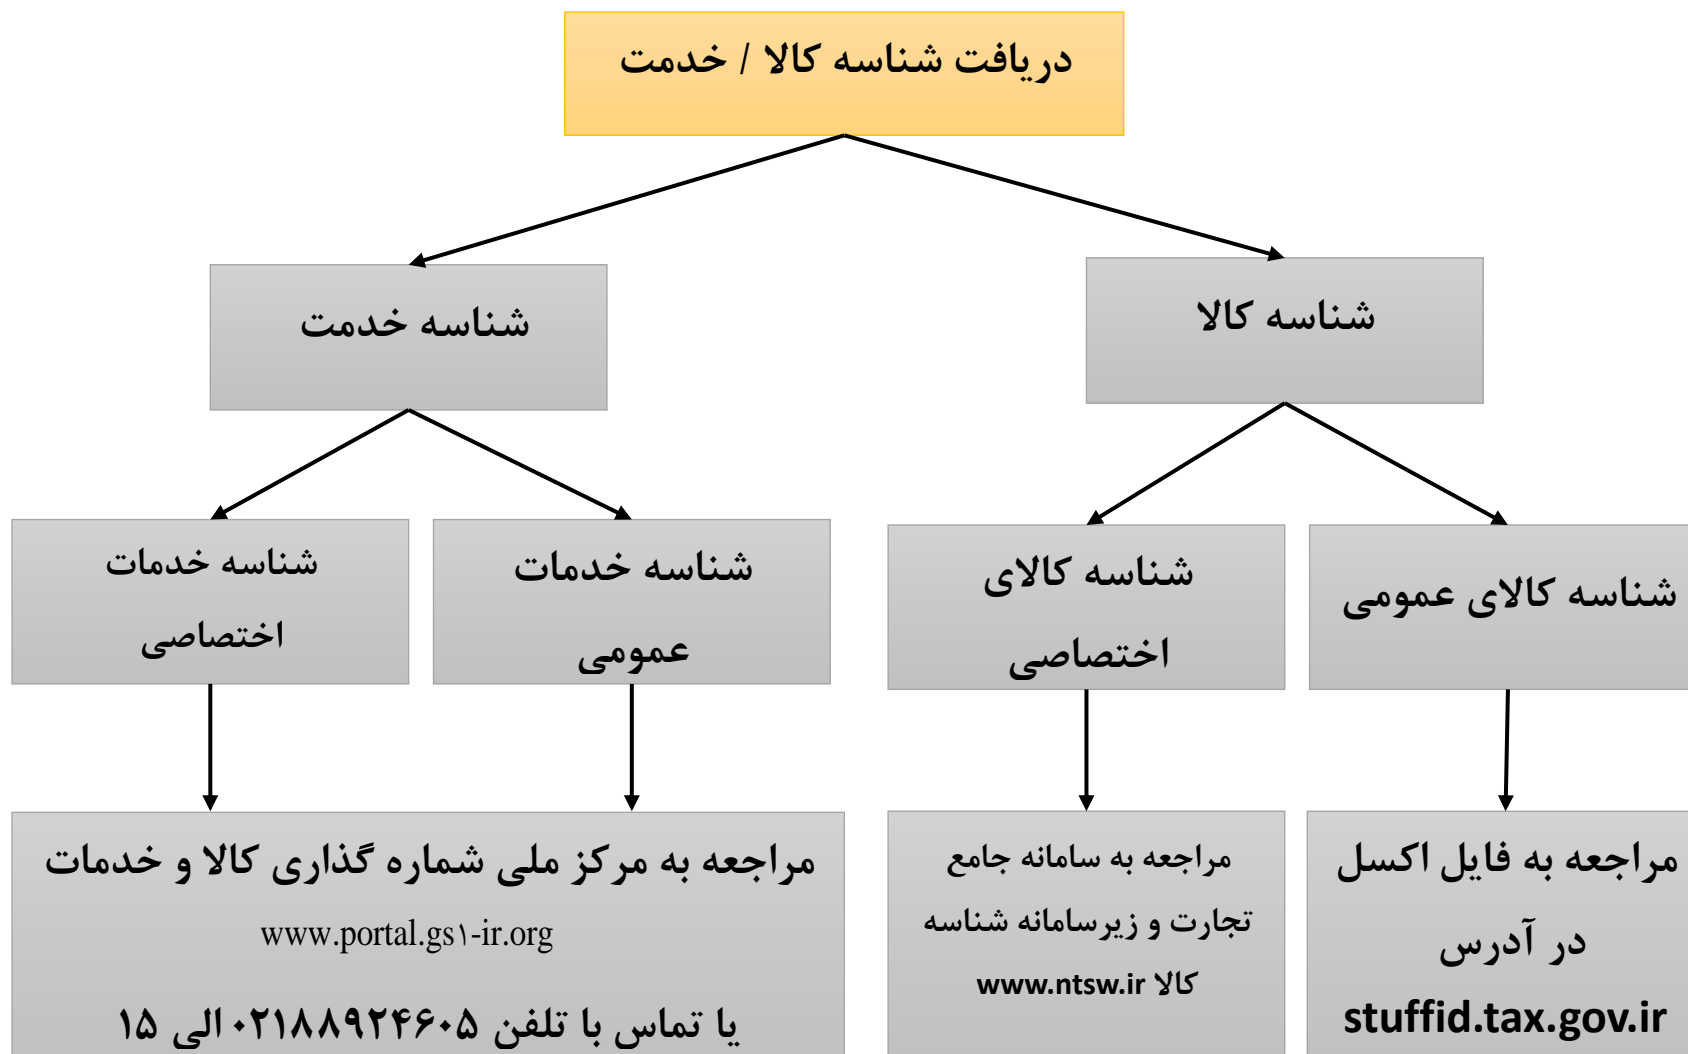 دریافت شناسه کالا / خدمت
شناسه کالا
شناسه خدمت
شناسه کالای عمومی
شناسه کالای
اختصاصی
شناسه خدمات
عمومی
شناسه خدمات
اختصاصی
مراجعه به فایل اکسل
در آدرس
stuffid.tax.gov.ir
مراجعه به سامانه جامع
تجارت و زیرسامانه شناسه
کالا www.ntsw.ir
مراجعه به مرکز ملی شماره گذاری کالا و خدمات
www.portal.gs۱-ir.org
یا تماس با تلفن ۰۲۱۸۸۹۲۴۶۰۵ الی ۱۵